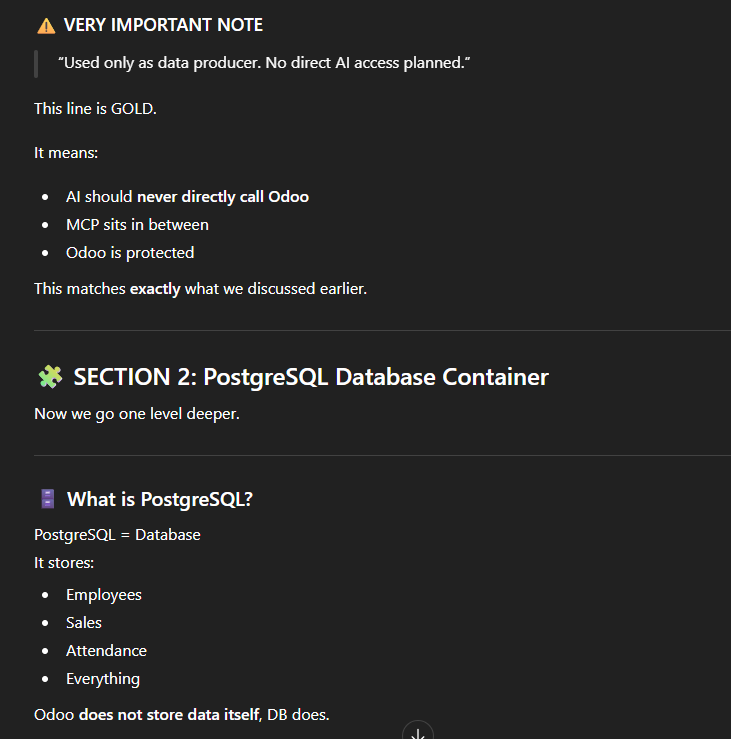 ⚠️ VERY IMPORTANT NOTE
“Used only as data producer. No direct AI access planned.”
This line is GOLD.
It means:
• AI should never directly call Odoo
• MCP sits in between
• Odoo is protected
This matches exactly what we discussed earlier.
🧩 SECTION 2: PostgreSQL Database Container
Now we go one level deeper.
🗄️ What is PostgreSQL?
PostgreSQL = Database
It stores:
• Employees
• Sales
• Attendance
• Everything
Odoo does not store data itself, DB does.